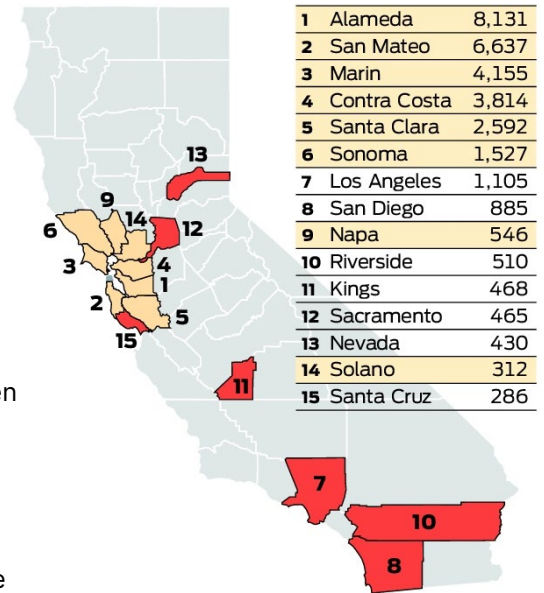 1 Alameda 8,131
2 San Mateo 6,637
3 Marin 4,155
4 Contra Costa 3,814
5 Santa Clara 2,592
6 Sonoma 1,527
7 Los Angeles 1,105
8 San Diego 885
9 Napa 546
10 Riverside 510
11 Kings 468
12 Sacramento 465
13 Nevada 430
14 Solano 312
15 Santa Cruz 286
13
9
14
6
12
3
4
1
2
5
15
11
7
10
8